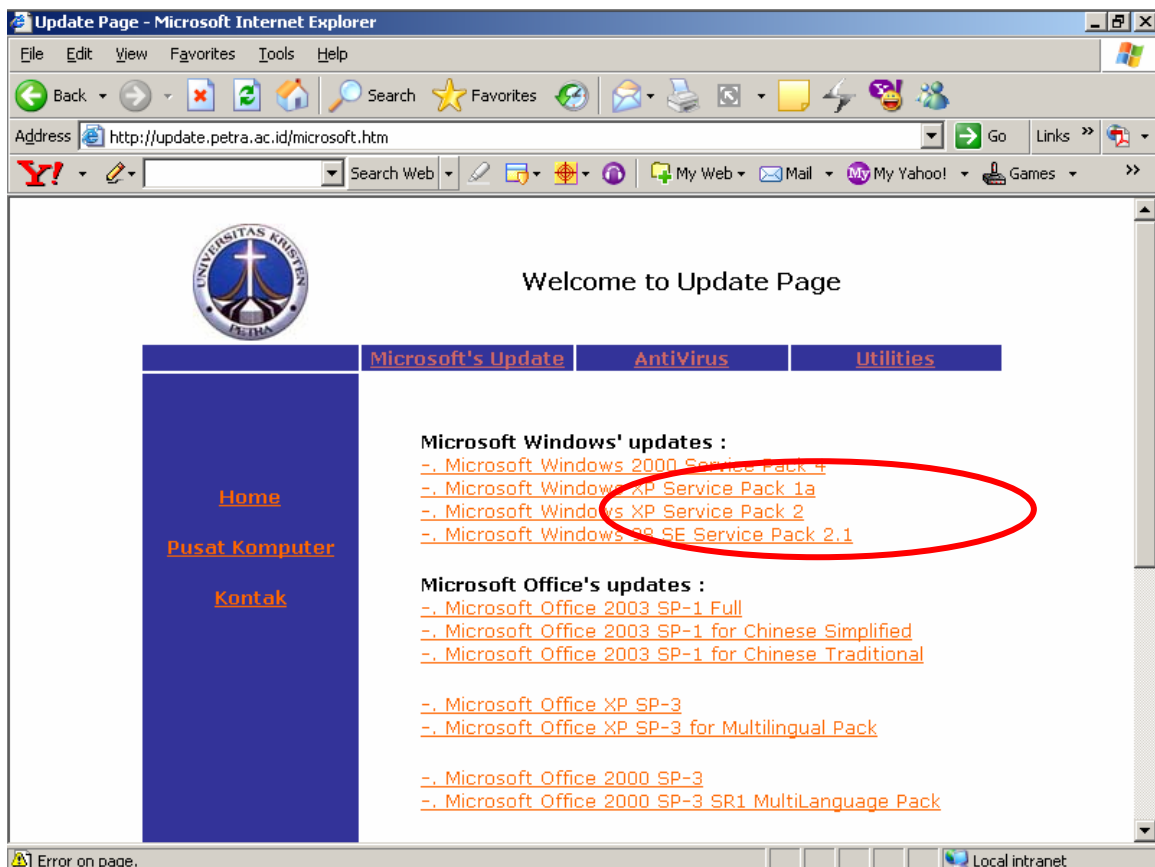 Update Page - Microsoft Internet Explorer
File Edit View Favorites Tools Help
Back Search Favorites
Address http://update.petra.ac.id/microsoft.htm Go Links »
Y! Search Web My Web Mail My My Yahoo! Games »
UNIVERSITAS KRISTEN
PETRA
Welcome to Update Page
Microsoft's Update AntiVirus Utilities
Home
Pusat Komputer
Kontak
Microsoft Windows' updates :
-. Microsoft Windows 2000 Service Pack 4
-. Microsoft Windows XP Service Pack 1a
-. Microsoft Windows XP Service Pack 2
-. Microsoft Windows 98 SE Service Pack 2.1
Microsoft Office's updates :
-. Microsoft Office 2003 SP-1 Full
-. Microsoft Office 2003 SP-1 for Chinese Simplified
-. Microsoft Office 2003 SP-1 for Chinese Traditional
-. Microsoft Office XP SP-3
-. Microsoft Office XP SP-3 for Multilingual Pack
-. Microsoft Office 2000 SP-3
-. Microsoft Office 2000 SP-3 SR1 MultiLanguage Pack
Error on page. Local intranet